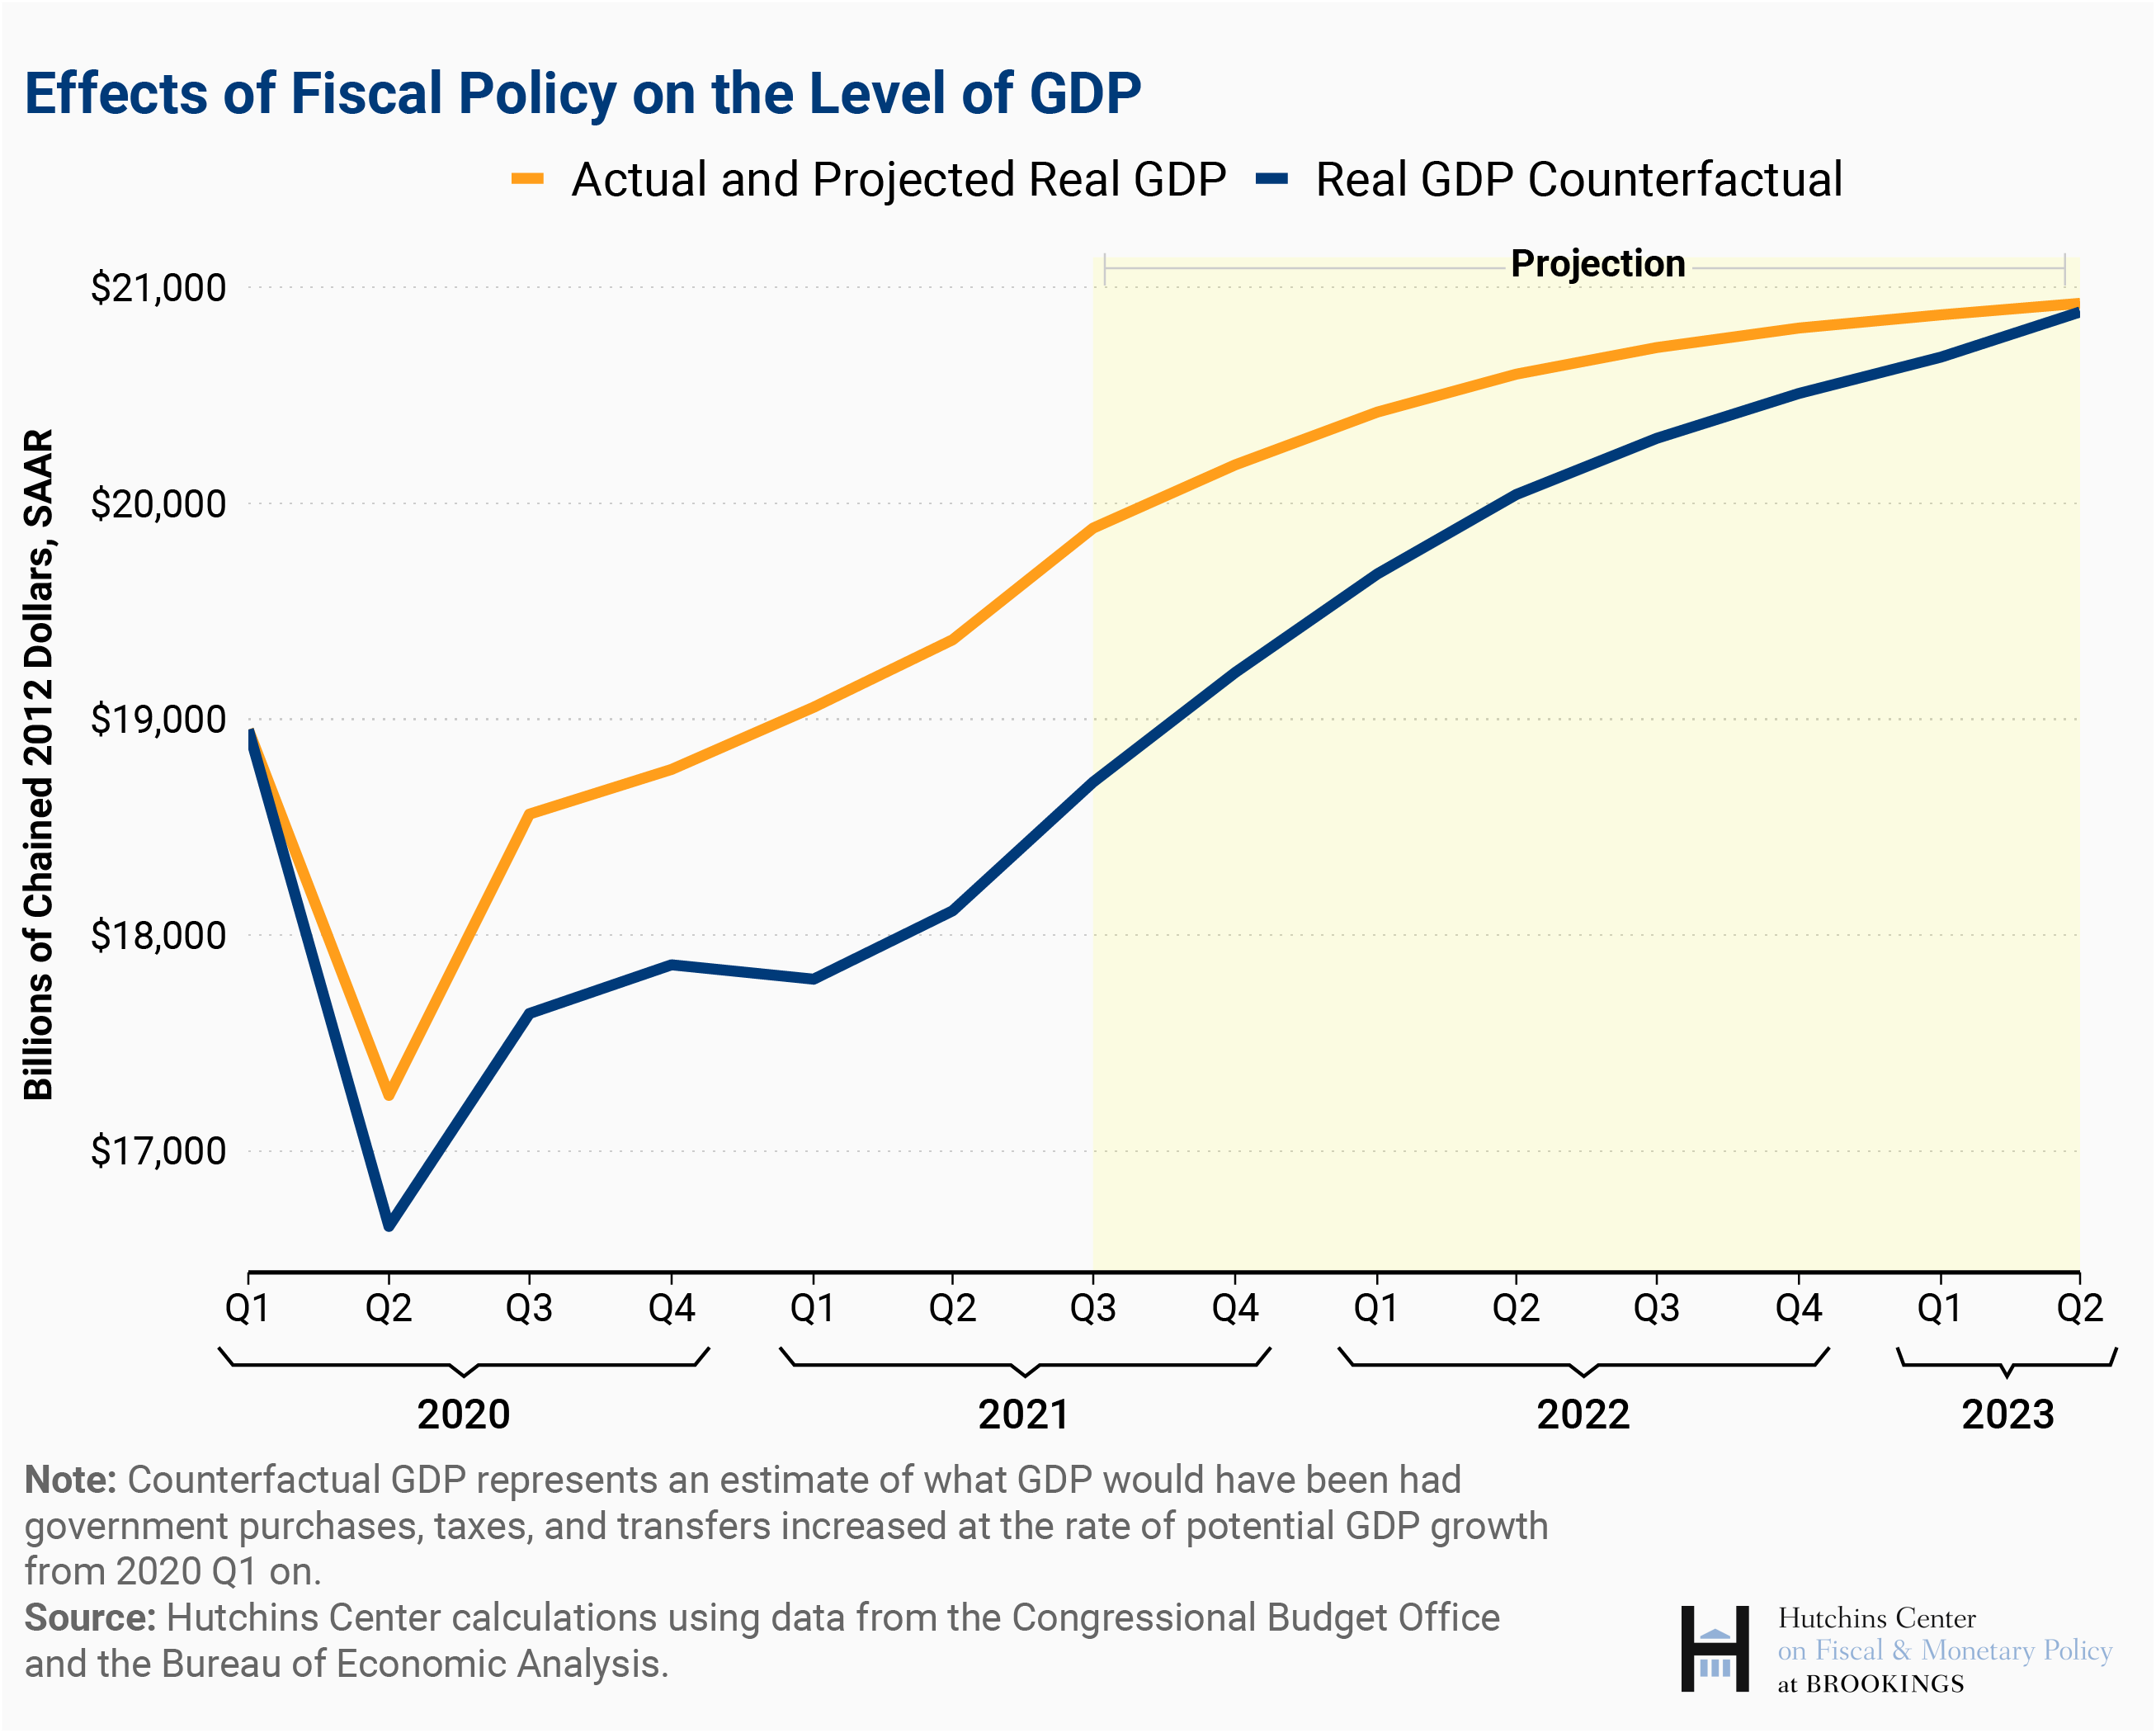 Effects of Fiscal Policy on the Level of GDP
Actual and Projected Real GDP Real GDP Counterfactual
Projection
Billions of Chained 2012 Dollars, SAAR
$21,000
$20,000
$19,000
$18,000
$17,000
Q1 Q2 Q3 Q4 Q1 Q2 Q3 Q4 Q1 Q2 Q3 Q4 Q1 Q2
2020 2021 2022 2023
Note: Counterfactual GDP represents an estimate of what GDP would have been had
government purchases, taxes, and transfers increased at the rate of potential GDP growth
from 2020 Q1 on.
Source: Hutchins Center calculations using data from the Congressional Budget Office
and the Bureau of Economic Analysis.
Hutchins Center
on Fiscal & Monetary Policy
at BROOKINGS